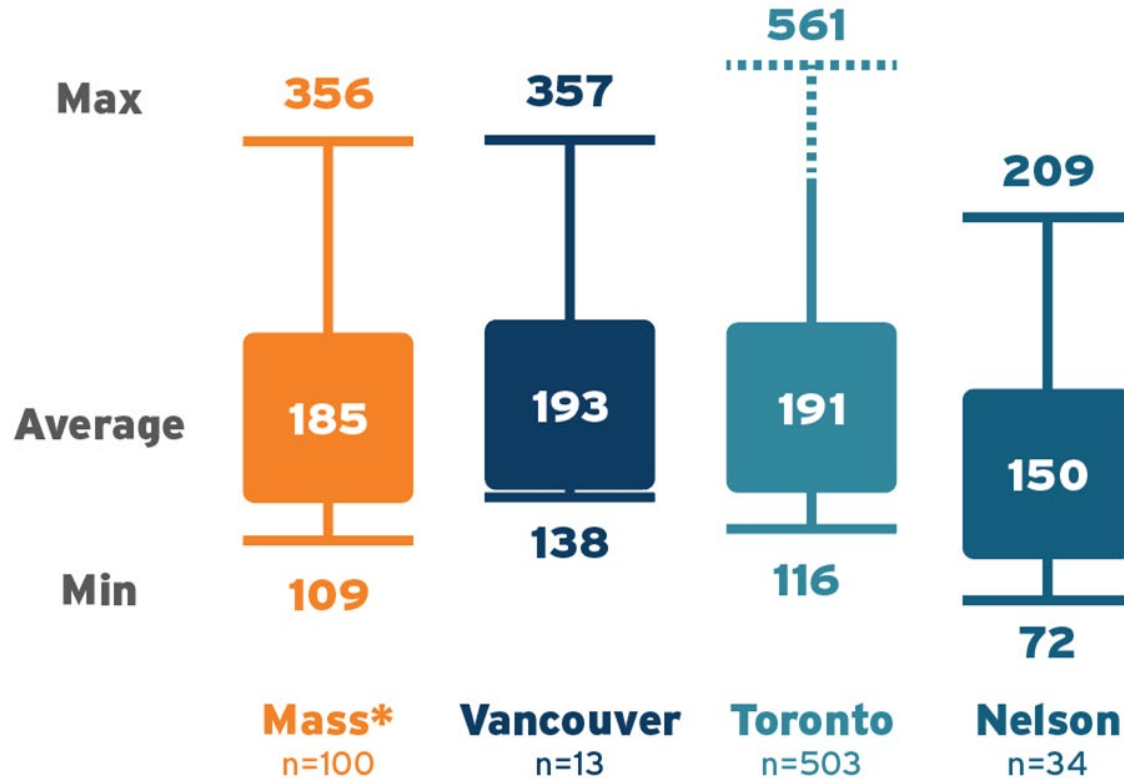 561
Max 356 357
209
Average 185 193 191 150
138
Min 109 116
72
Mass* Vancouver Toronto Nelson
n=100 n=13 n=503 n=34